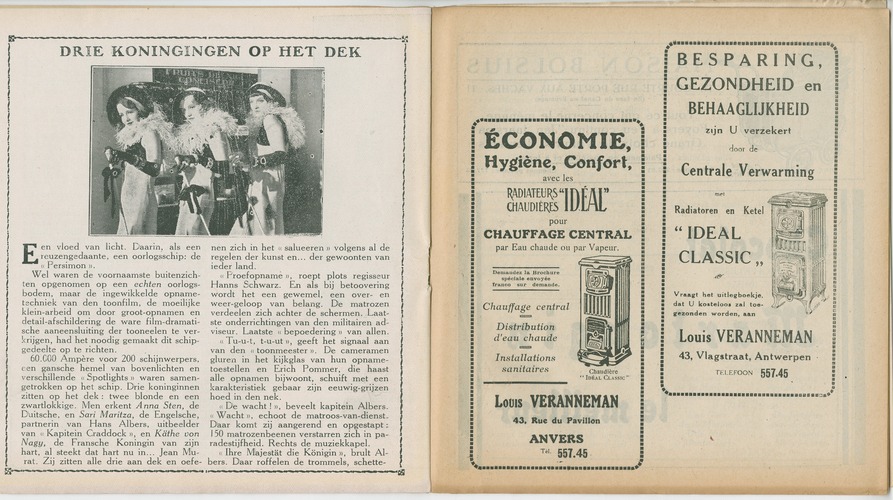 DRIE KONINGINGEN OP HET DEK
Een vloed van licht. Daarin, als een
reuzengedaante, een oorlogsschip: de
« Persimon ».
Wel waren de voornaamste buitenzich-
ten opgenomen op een echten oorlogs-
bodem, maar de ingewikkelde opname-
techniek van den toonfilm, de moeilijke
klein-arbeid om door groot-opnamen en
detail-afschildering de ware film-dramati-
sche aaneensluiting der tooneelen te ver-
krijgen, had het noodig gemaakt dit schip
gedeelte op te richten.
60.000 Ampère voor 200 schijnwerpers,
een gansche hemel van bovenlichten en
verschillende « Spotlights » waren samen-
getrokken op het schip. Drie koninginnen
zitten op het dek : twee blonde en een
zwartlokkige. Men erkent Anna Sten, de
Duitsche, en Sari Maritza, de Engelsche,
partnerin van Hans Albers, uitbeelder
van « Kapitein Craddock », en Käthe von
Nagy, de Fransche Koningin van zijn
hart, al steekt dat hart nu in... Jean Mu-
rat. Zij zitten alle drie aan dek en oefe-
nen zich in het « salueeren » volgens al de
regelen der kunst en... der gewoonten van
ieder land.
« Proefopname », roept plots regisseur
Hanns Schwarz. En als bij betoovering
wordt het een gewemel, een over- en
weer-geloop van belang. De matrozen
verdeelen zich achter de schermen. Laat-
ste onderrichtingen van den militairen ad-
viseur. Laatste « bepoedering » van allen.
« Tu-u-t, t-u-ut », geeft het signaal aan
van den « toonmeester ». De cameramen
gluren in het kijkglas van hun opname-
toestellen en Erich Pommer, die haast
alle opnamen bijwoont, schuift met een
karakteristiek gebaar zijn eeuwig-grijzen
hoed in den nek.
« De wacht ! », beveelt kapitein Albers.
« Wacht », echoot de matroos-van-dienst.
Daar komt zij aangerend en opgestapt :
150 matrozenbeenen verstarren zich in pa-
radestijfheid. Rechts de muziekkapel.
« Ihre Majestät die Königin », brult Al-
bers. Daar roffelen de trommels, schette-
ÉCONOMIE,
Hygiène, Confort,
avec les
RADIATEURS
CHAUDIÈRES "IDÉAL"
pour
CHAUFFAGE CENTRAL
par Eau chaude ou par Vapeur.
Demandez la Brochure
spéciale envoyée
franco sur demande.
Chauffage central
Distribution
d'eau chaude
Installations
sanitaires
Chaudière
"IDEAL CLASSIC"
LOUIS VERANNEMAN
43, Rue du Pavillon
ANVERS
Tél. 557.45
BESPARING,
GEZONDHEID en
BEHAAGLIJKHEID
zijn U verzekert
door de
Centrale Verwarming
met
Radiatoren en Ketel
" IDEAL
CLASSIC "
Vraagt het uitlegboekje,
dat U kosteloos zal toe-
gezonden worden, aan
Louis VERANNEMAN
43, Vlagstraat, Antwerpen
TELEFOON 557.45